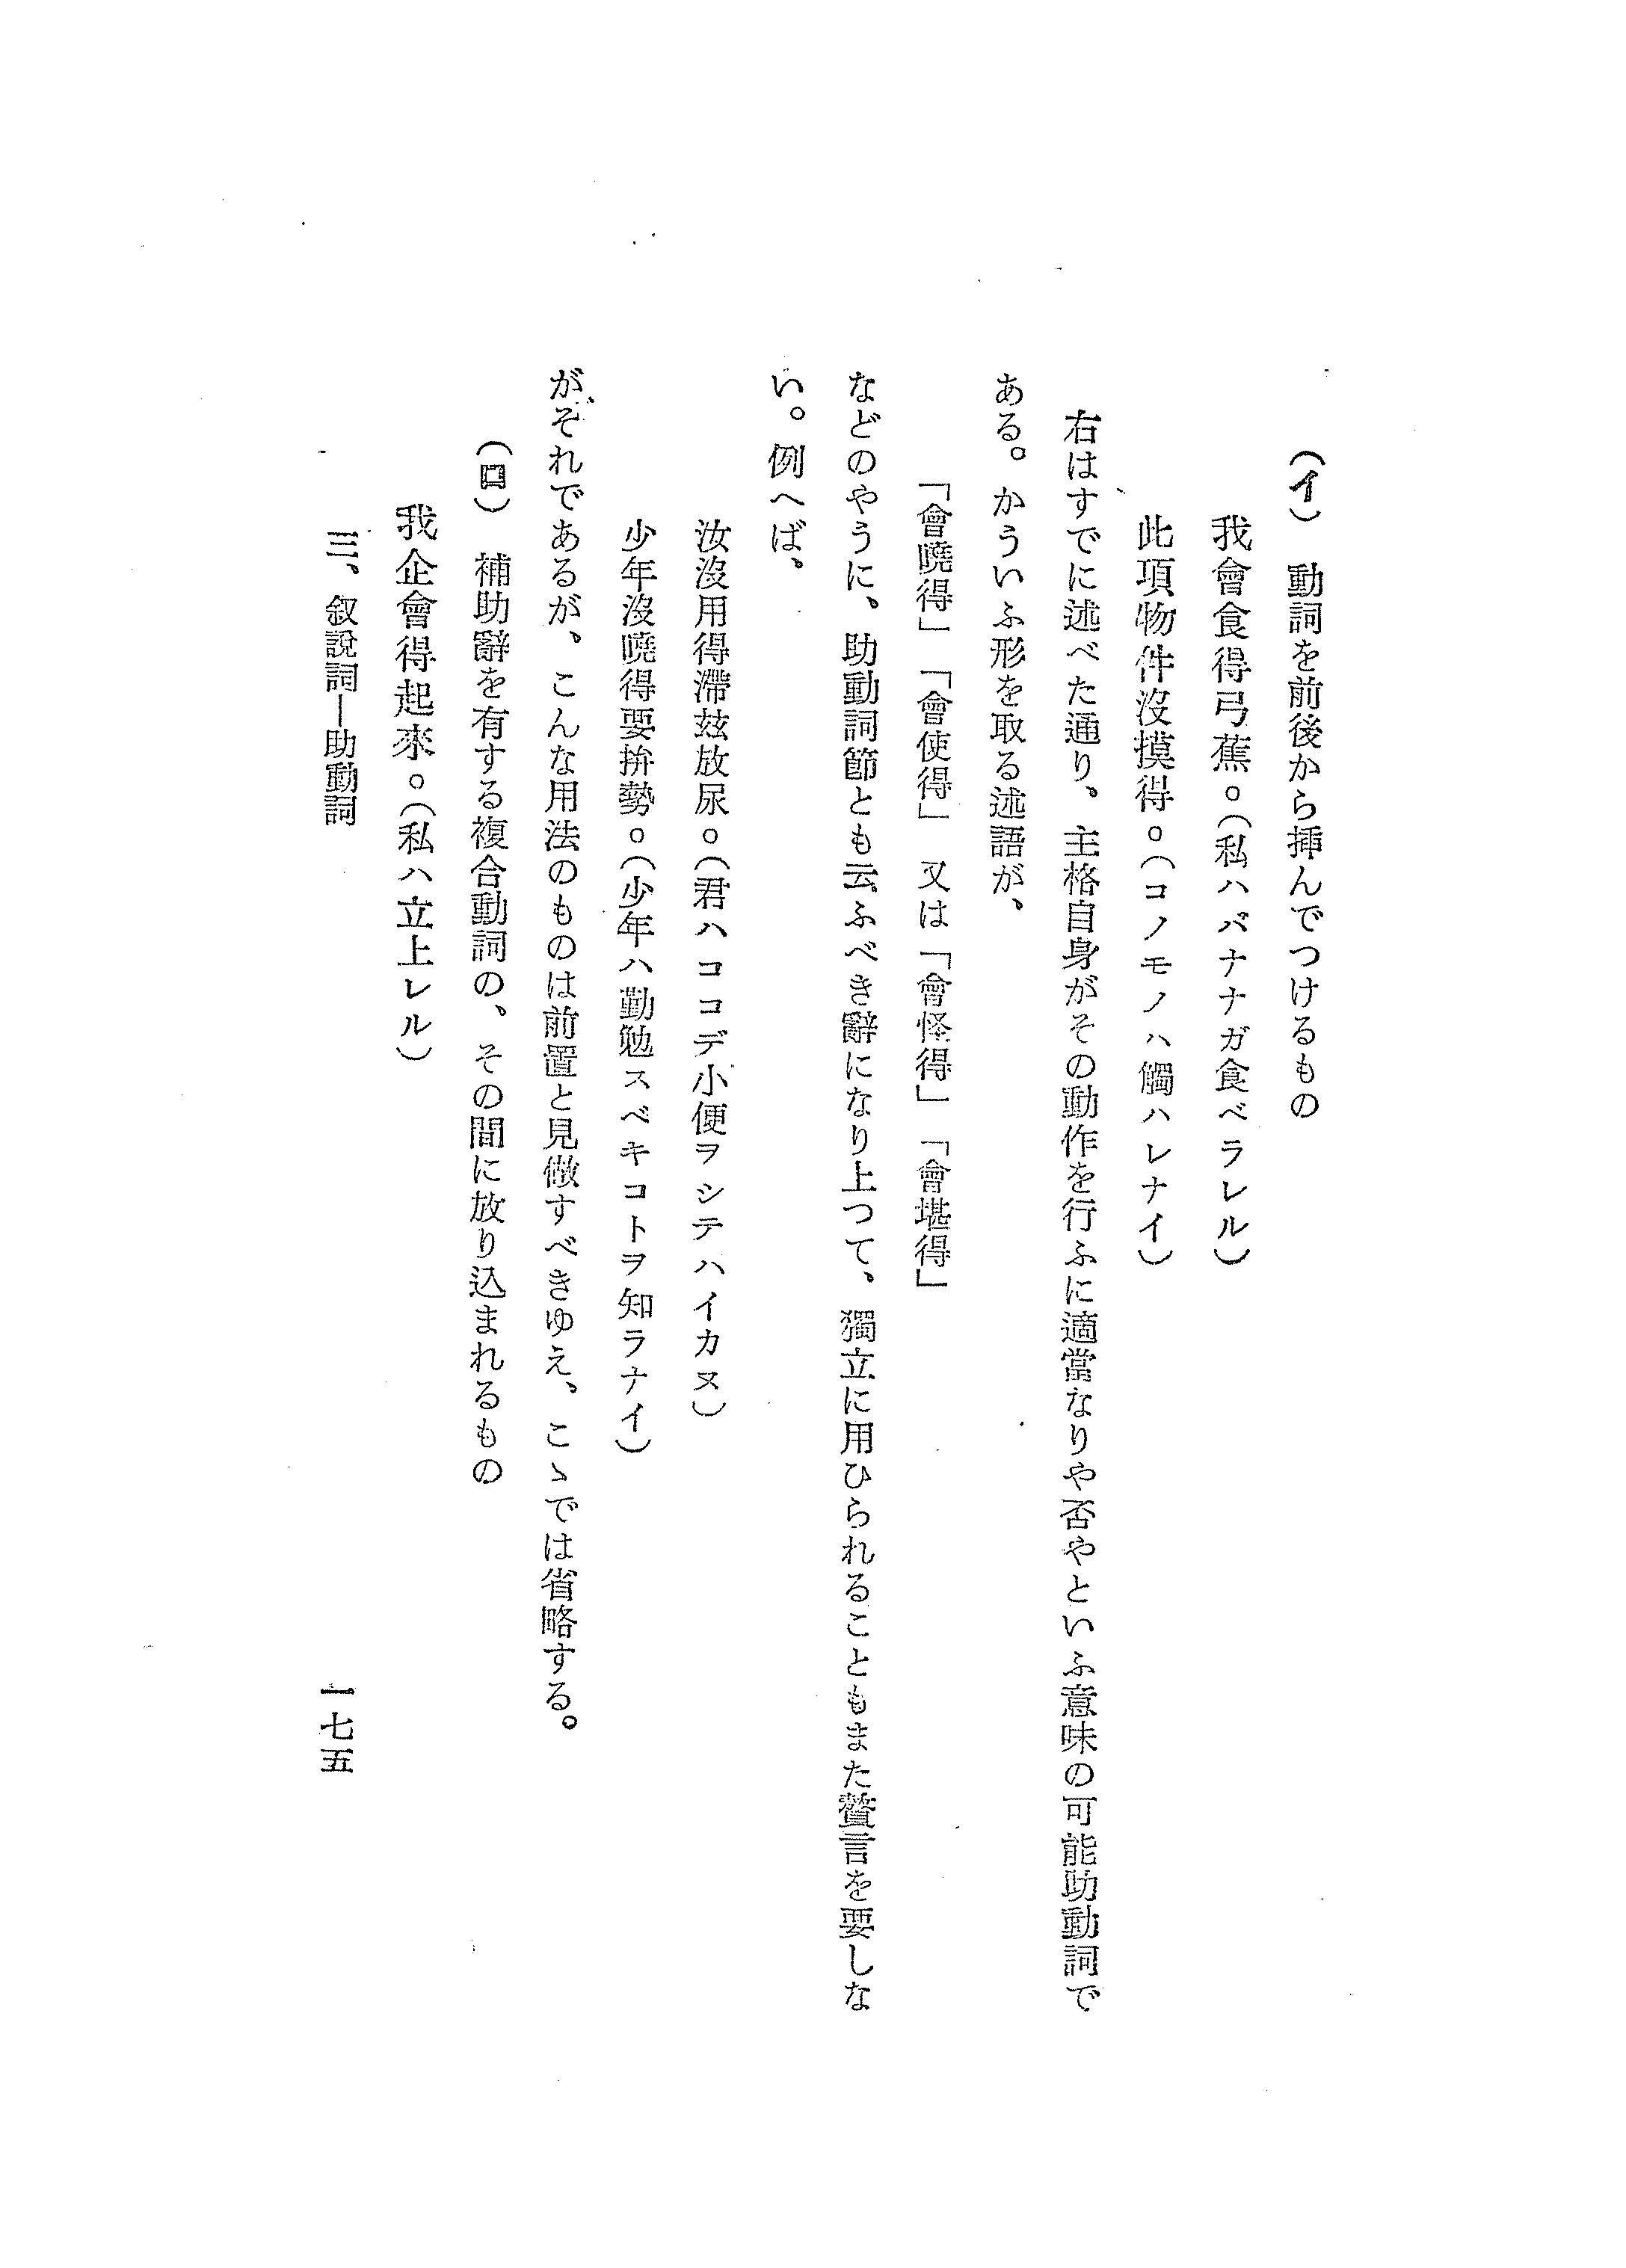 (イ)　動詞を前後から挿んでつけるもの
我會食得弓蕉。(私ハバナナガ食ベラレル)
此項物件沒摸得。(コノモノハ觸ハレナイ)
右はすでに述べた通り、主格自身がその動作を行ふに適當なりや否やといふ意味の可能助動詞で
ある。かういふ形を取る述語が、
「會曉得」「會使得」又は「會怪得」「會堪得」
などのやうに、助動詞節とも云ふべき辭になり上つて、獨立に用ひられることもまた贅言を要しな
い。例へば、
汝沒用得滯玆放尿。(君ハココデ小便ヲシテハイカヌ)
少年沒曉得要拚勢。(少年ハ勤勉スベキコトヲ知ラナイ)
がそれであるが、こんな用法のものは前置と見做すべきゆえ、こゝでは省略する。
(ロ)　補助辭を有する複合動詞の、その間に放り込まれるもの
我企會得起來。(私ハ立上レル)
三、叙說詞―助動詞
一七五